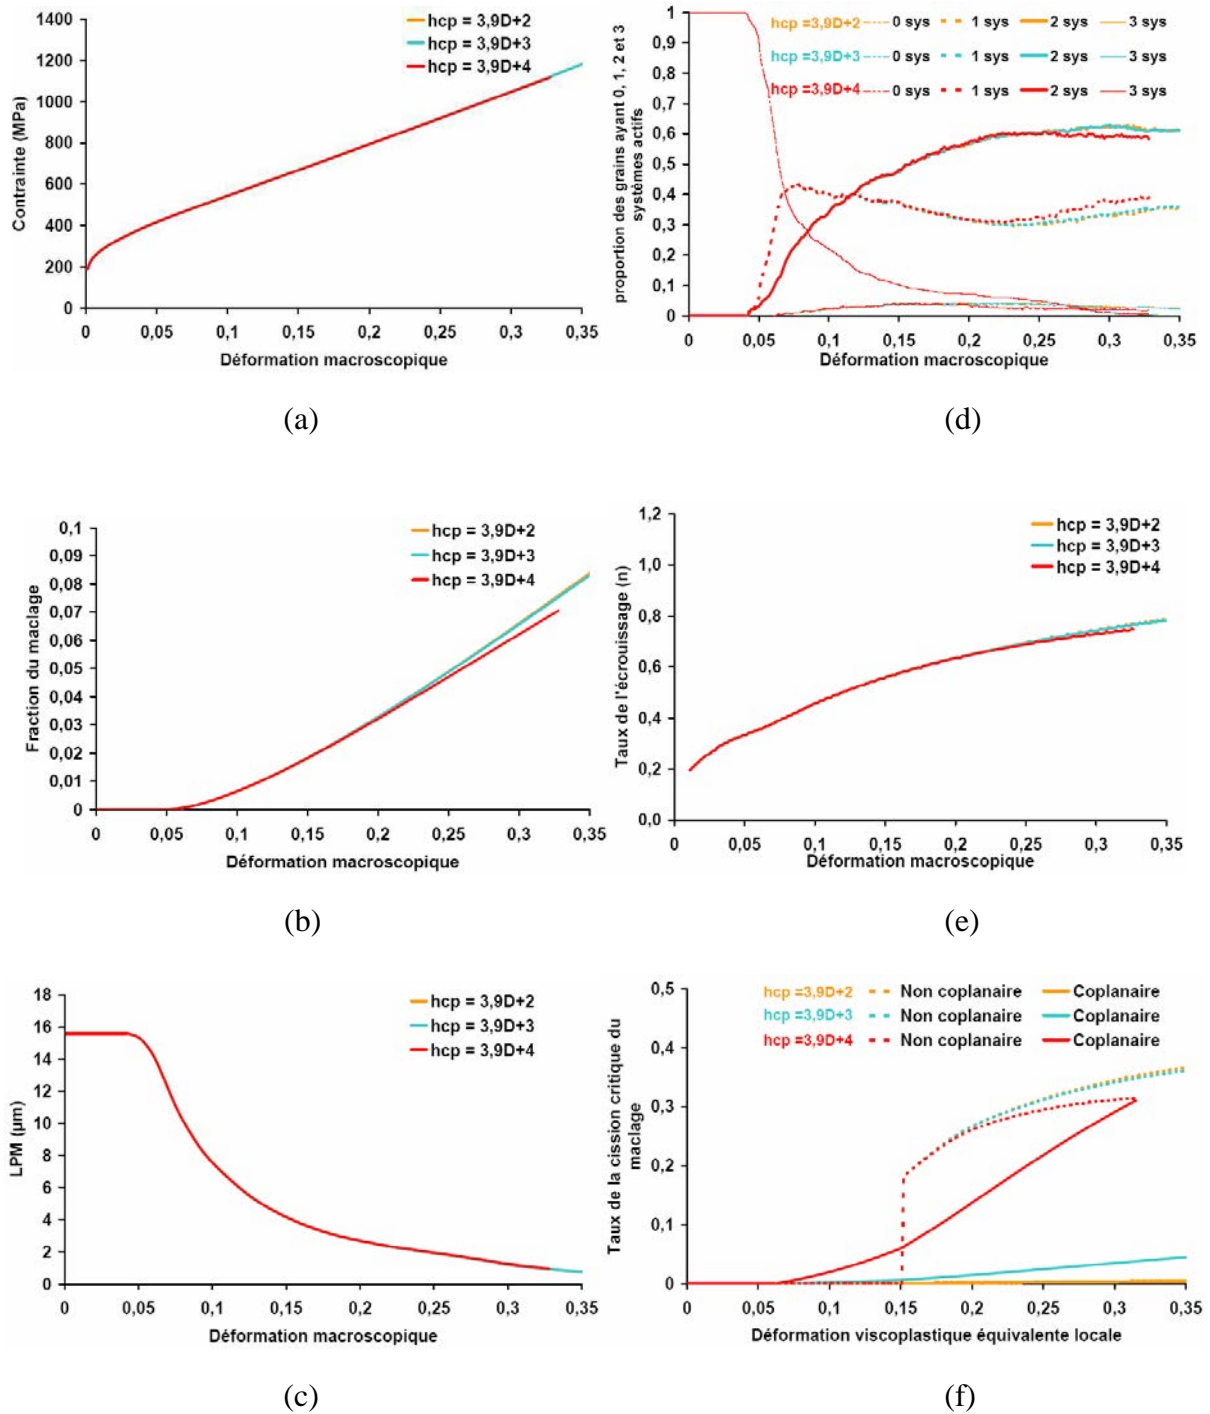 1400
1200
1000
800
600
400
200
0
Contrainte (MPa)
hcp = 3,9D+2
hcp = 3,9D+3
hcp = 3,9D+4
0 0,05 0,1 0,15 0,2 0,25 0,3 0,35
Déformation macroscopique
(a)
1
0,9
0,8
0,7
0,6
0,5
0,4
0,3
0,2
0,1
0
proportion des grains ayant 0, 1, 2 et 3
systèmes actifs
hcp =3,9D+2 0 sys 1 sys 2 sys 3 sys
hcp =3,9D+3 0 sys 1 sys 2 sys 3 sys
hcp =3,9D+4 0 sys 1 sys 2 sys 3 sys
0 0,05 0,1 0,15 0,2 0,25 0,3 0,35
Déformation macroscopique
(d)
0,1
0,09
0,08
0,07
0,06
0,05
0,04
0,03
0,02
0,01
0
Fraction du maclage
hcp = 3,9D+2
hcp = 3,9D+3
hcp = 3,9D+4
0 0,05 0,1 0,15 0,2 0,25 0,3 0,35
Déformation macroscopique
(b)
1,2
1,0
0,8
0,6
0,4
0,2
0,0
Taux de l'écrouissage (n)
hcp = 3,9D+2
hcp = 3,9D+3
hcp = 3,9D+4
0 0,05 0,1 0,15 0,2 0,25 0,3 0,35
Déformation macroscopique
(e)
18
16
14
12
10
8
6
4
2
0
LPM (µm)
hcp = 3,9D+2
hcp = 3,9D+3
hcp = 3,9D+4
0 0,05 0,1 0,15 0,2 0,25 0,3 0,35
Déformation macroscopique
(c)
0,5
0,4
0,3
0,2
0,1
0
Taux de la cission critique du
maclage
hcp =3,9D+2 Non coplanaire Coplanaire
hcp =3,9D+3 Non coplanaire Coplanaire
hcp =3,9D+4 Non coplanaire Coplanaire
0 0,05 0,1 0,15 0,2 0,25 0,3 0,35
Déformation viscoplastique équivalente locale
(f)